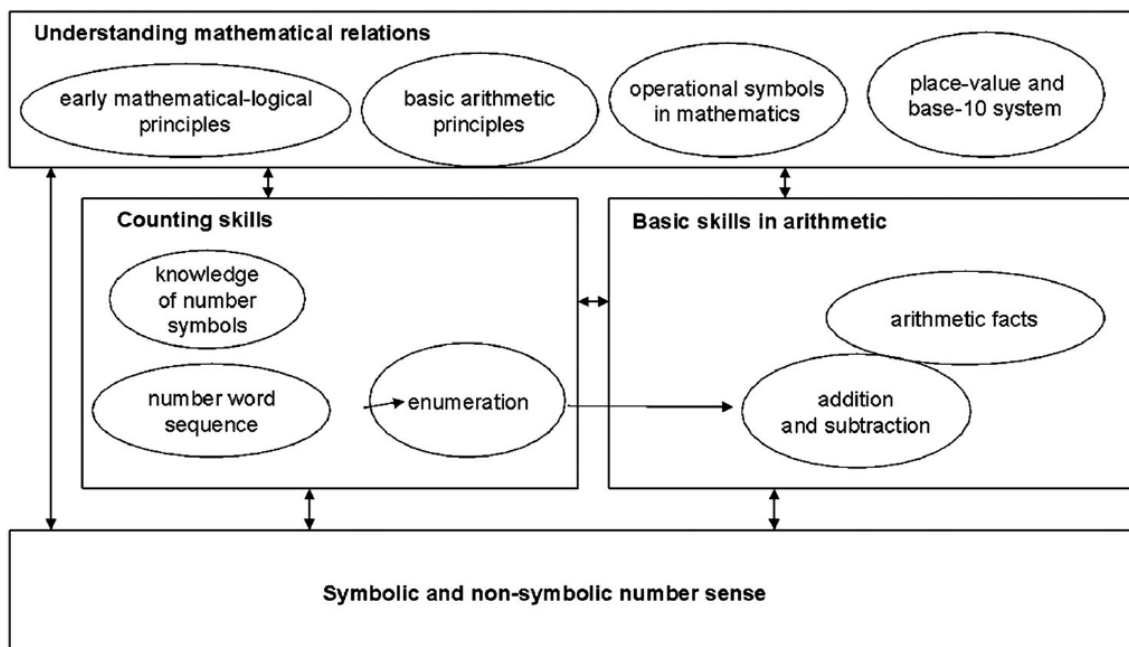 Understanding mathematical relations
early mathematical-logical
principles
basic arithmetic
principles
operational symbols
in mathematics
place-value and
base-10 system
Counting skills
knowledge
of number
symbols
number word
sequence
enumeration
Basic skills in arithmetic
arithmetic facts
addition
and subtraction
Symbolic and non-symbolic number sense